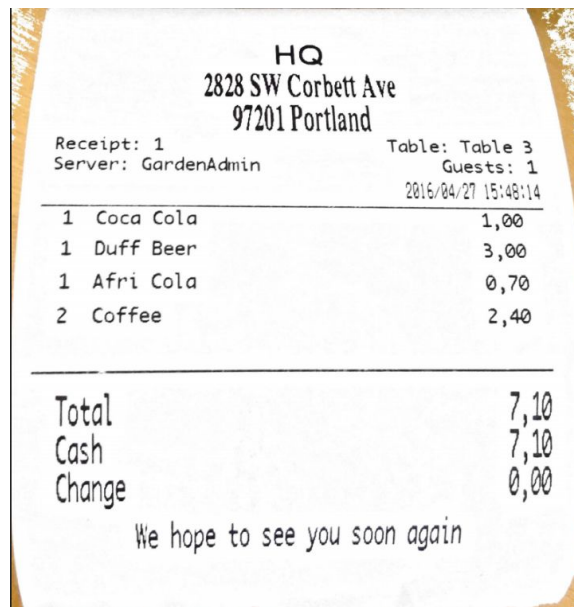 HQ
2828 SW Corbett Ave
97201 Portland
Receipt: 1 Table: Table 3
Server: GardenAdmin Guests: 1
2016/04/27 15:48:14
1 Coca Cola 1,00
1 Duff Beer 3,00
1 Afri Cola 0,70
2 Coffee 2,40
Total 7,10
Cash 7,10
Change 0,00
We hope to see you soon again